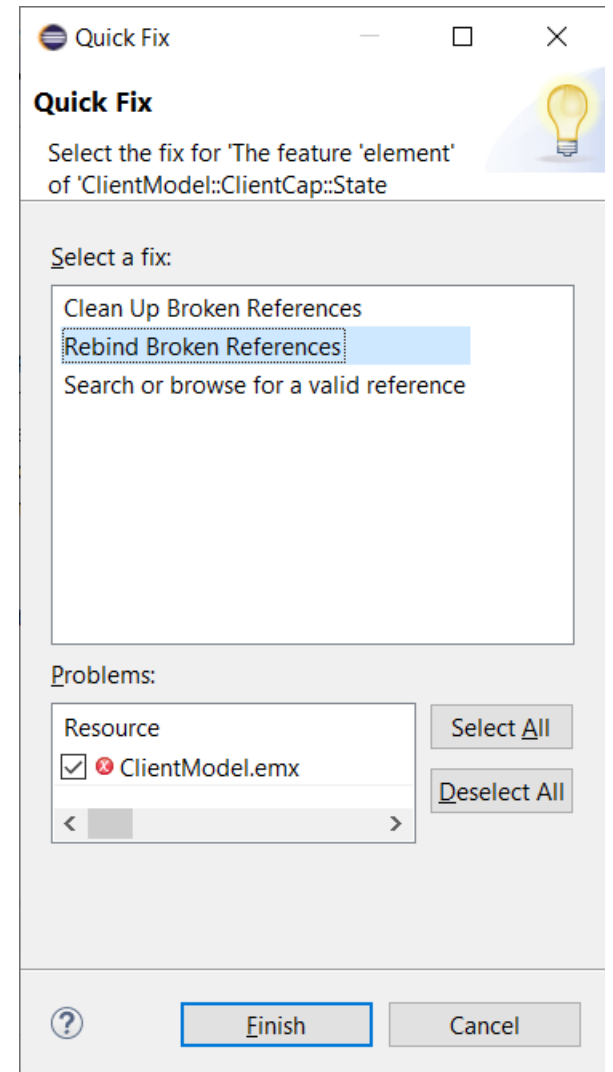 Quick Fix
Quick Fix
Select the fix for 'The feature 'element'
of 'ClientModel::ClientCap::State
Select a fix:
Clean Up Broken References
Rebind Broken References
Search or browse for a valid reference
Problems:
Resource
Select All
ClientModel.emx
Deselect All
Finish
Cancel